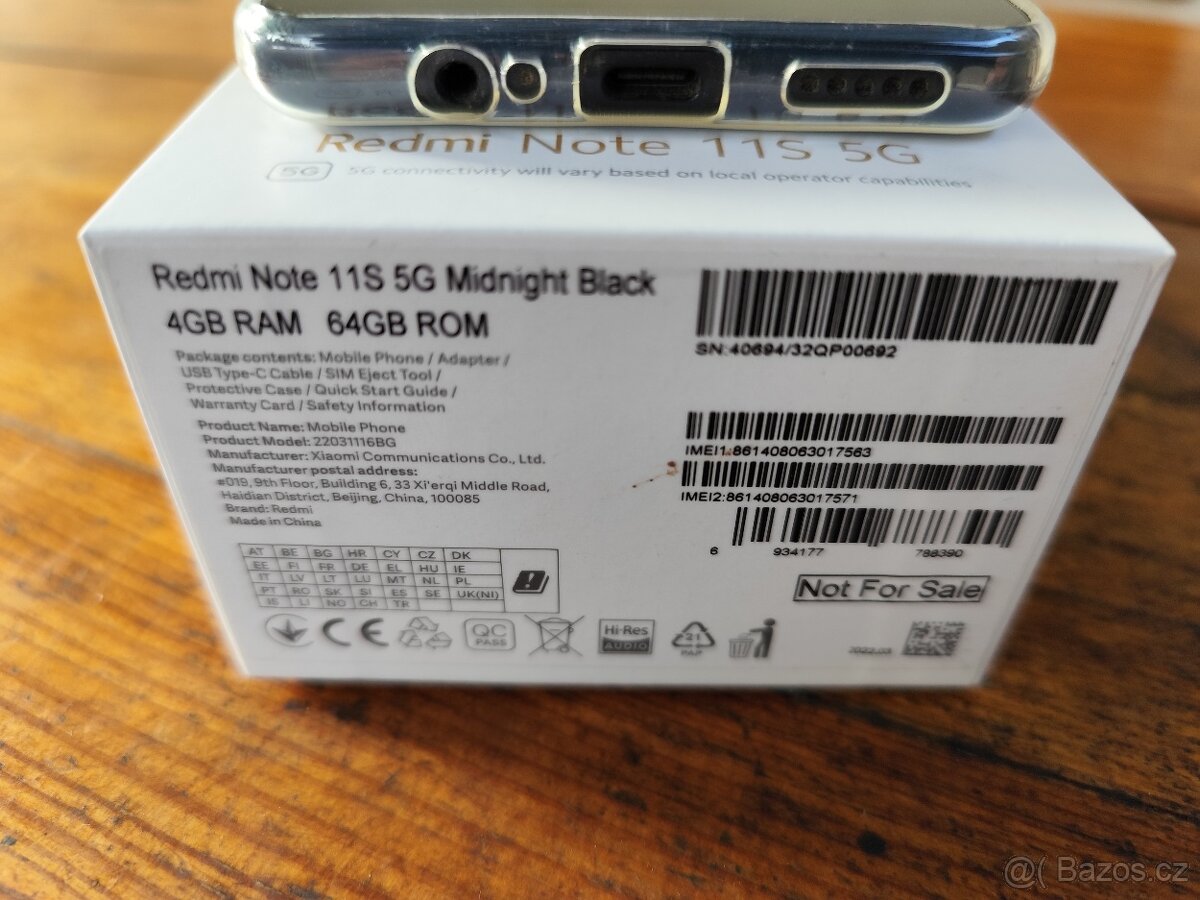 Redmi Note 11S 5G
5G 5G connectivity will vary based on local operator capabilities
Redmi Note 11S 5G Midnight Black
4GB RAM 64GB ROM
Package contents: Mobile Phone / Adapter /
USB Type-C Cable / SIM Eject Tool /
Protective Case / Quick Start Guide /
Warranty Card / Safety Information
Product Name: Mobile Phone
Product Model: 22031116BG
Manufacturer: Xiaomi Communications Co., Ltd.
Manufacturer postal address:
#019, 9th Floor, Building 6, 33 Xi'erqi Middle Road,
Haidian District, Beijing, China, 100085
Brand: Redmi
Made in China
SN:40694/32QP00692
IMEI1:861408063017563
IMEI2:861408063017571
6 934177 788390
Not For Sale
AT BE BG HR CY CZ DK
EE FI FR DE EL HU IE
IT LV LT LU MT NL PL
PT RO SK SI ES SE UK(NI)
IS LI NO CH TR
CE
QC PASS
Hi-Res AUDIO
21
PAP
2022.03
@( Bazos.cz